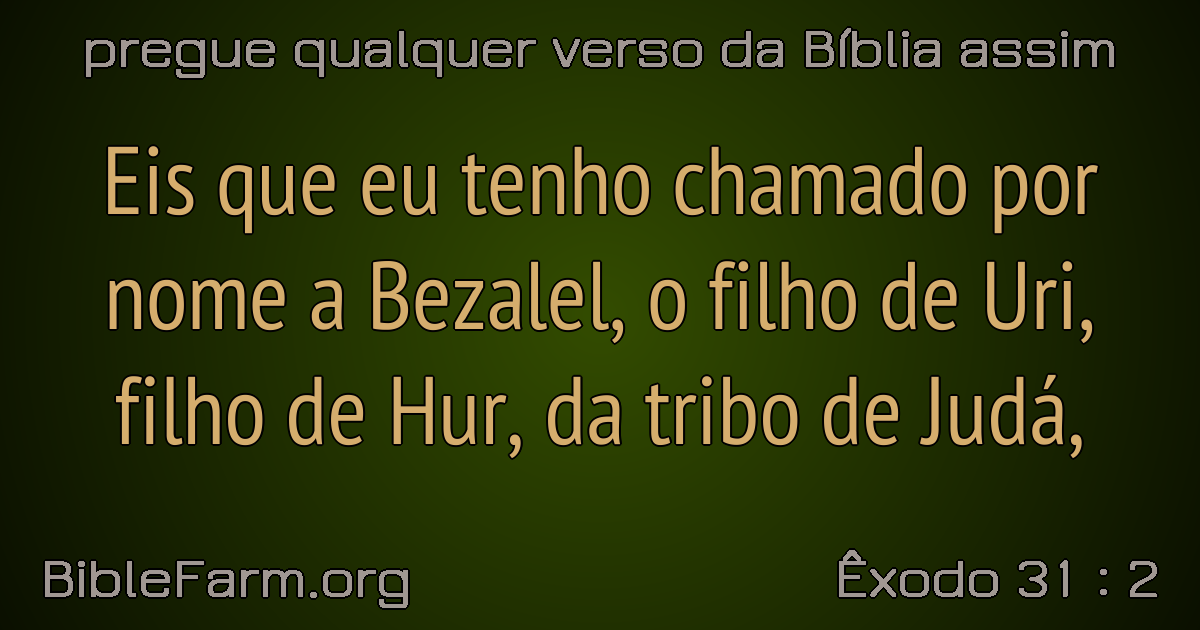 pregue qualquer verso da Bíblia assim
Eis que eu tenho chamado por
nome a Bezalel, o filho de Uri,
filho de Hur, da tribo de Judá,
BibleFarm.org
Êxodo 31 : 2